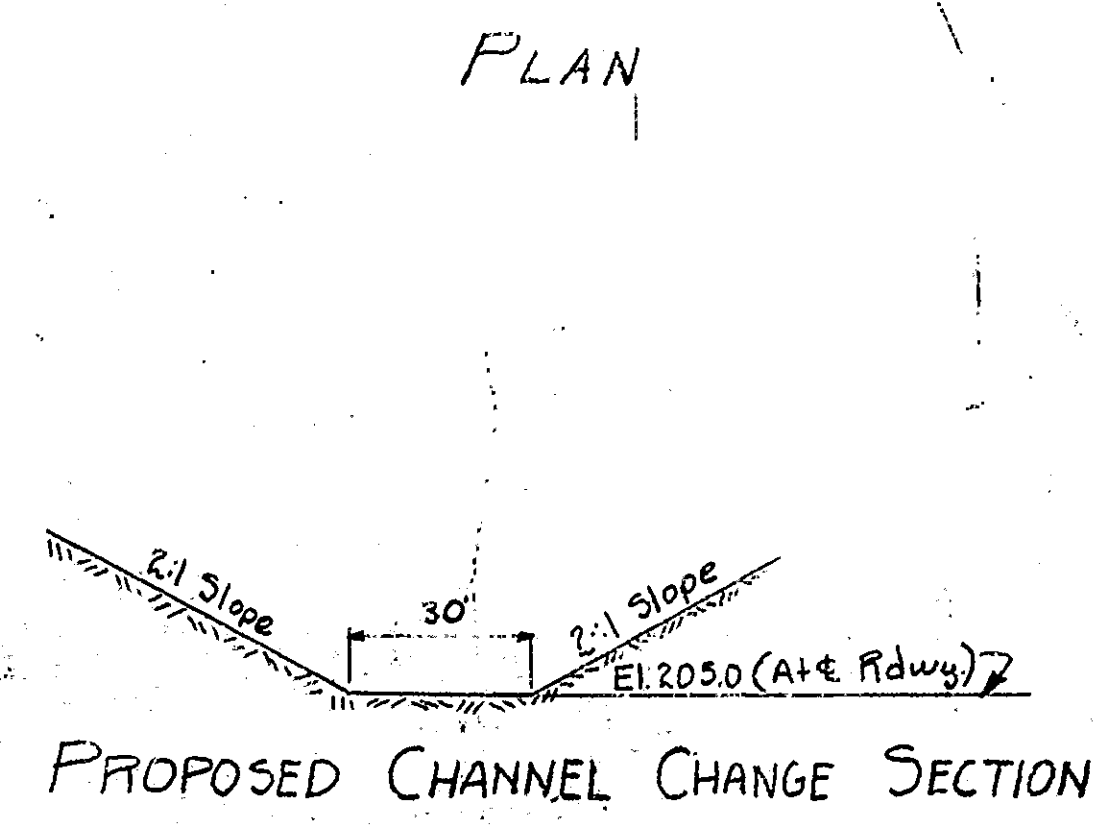 PLAN
2:1 Slope
30'
2:1 Slope
El. 205.0 (At ℄ Rdwy.)
PROPOSED CHANNEL CHANGE SECTION